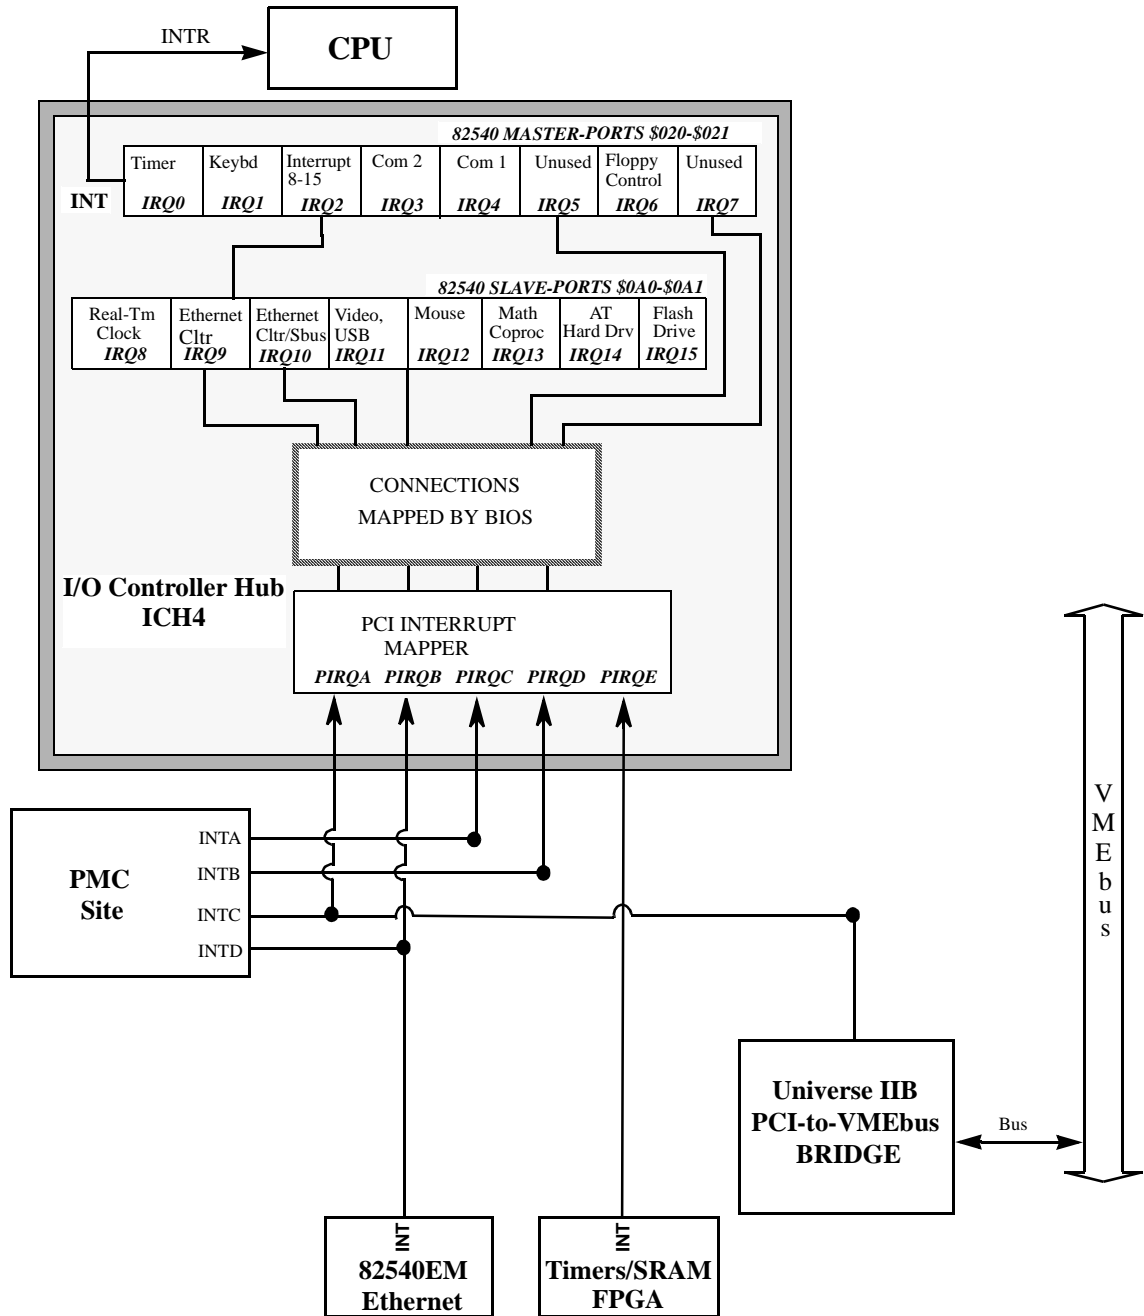 INTR
CPU
82540 MASTER-PORTS $020-$021
INT
Timer
IRQ0
Keybd
IRQ1
Interrupt
8-15
IRQ2
Com 2
IRQ3
Com 1
IRQ4
Unused
IRQ5
Floppy
Control
IRQ6
Unused
IRQ7
82540 SLAVE-PORTS $0A0-$0A1
Real-Tm
Clock
IRQ8
Ethernet
Cltr
IRQ9
Ethernet
Cltr/Sbus
IRQ10
Video,
USB
IRQ11
Mouse
IRQ12
Math
Coproc
IRQ13
AT
Hard Drv
IRQ14
Flash
Drive
IRQ15
CONNECTIONS
MAPPED BY BIOS
I/O Controller Hub
ICH4
PCI INTERRUPT
MAPPER
PIRQA PIRQB PIRQC PIRQD PIRQE
PMC
Site
INTA
INTB
INTC
INTD
VMEbus
Universe IIB
PCI-to-VMEbus
BRIDGE
Bus
INT
82540EM
Ethernet
INT
Timers/SRAM
FPGA